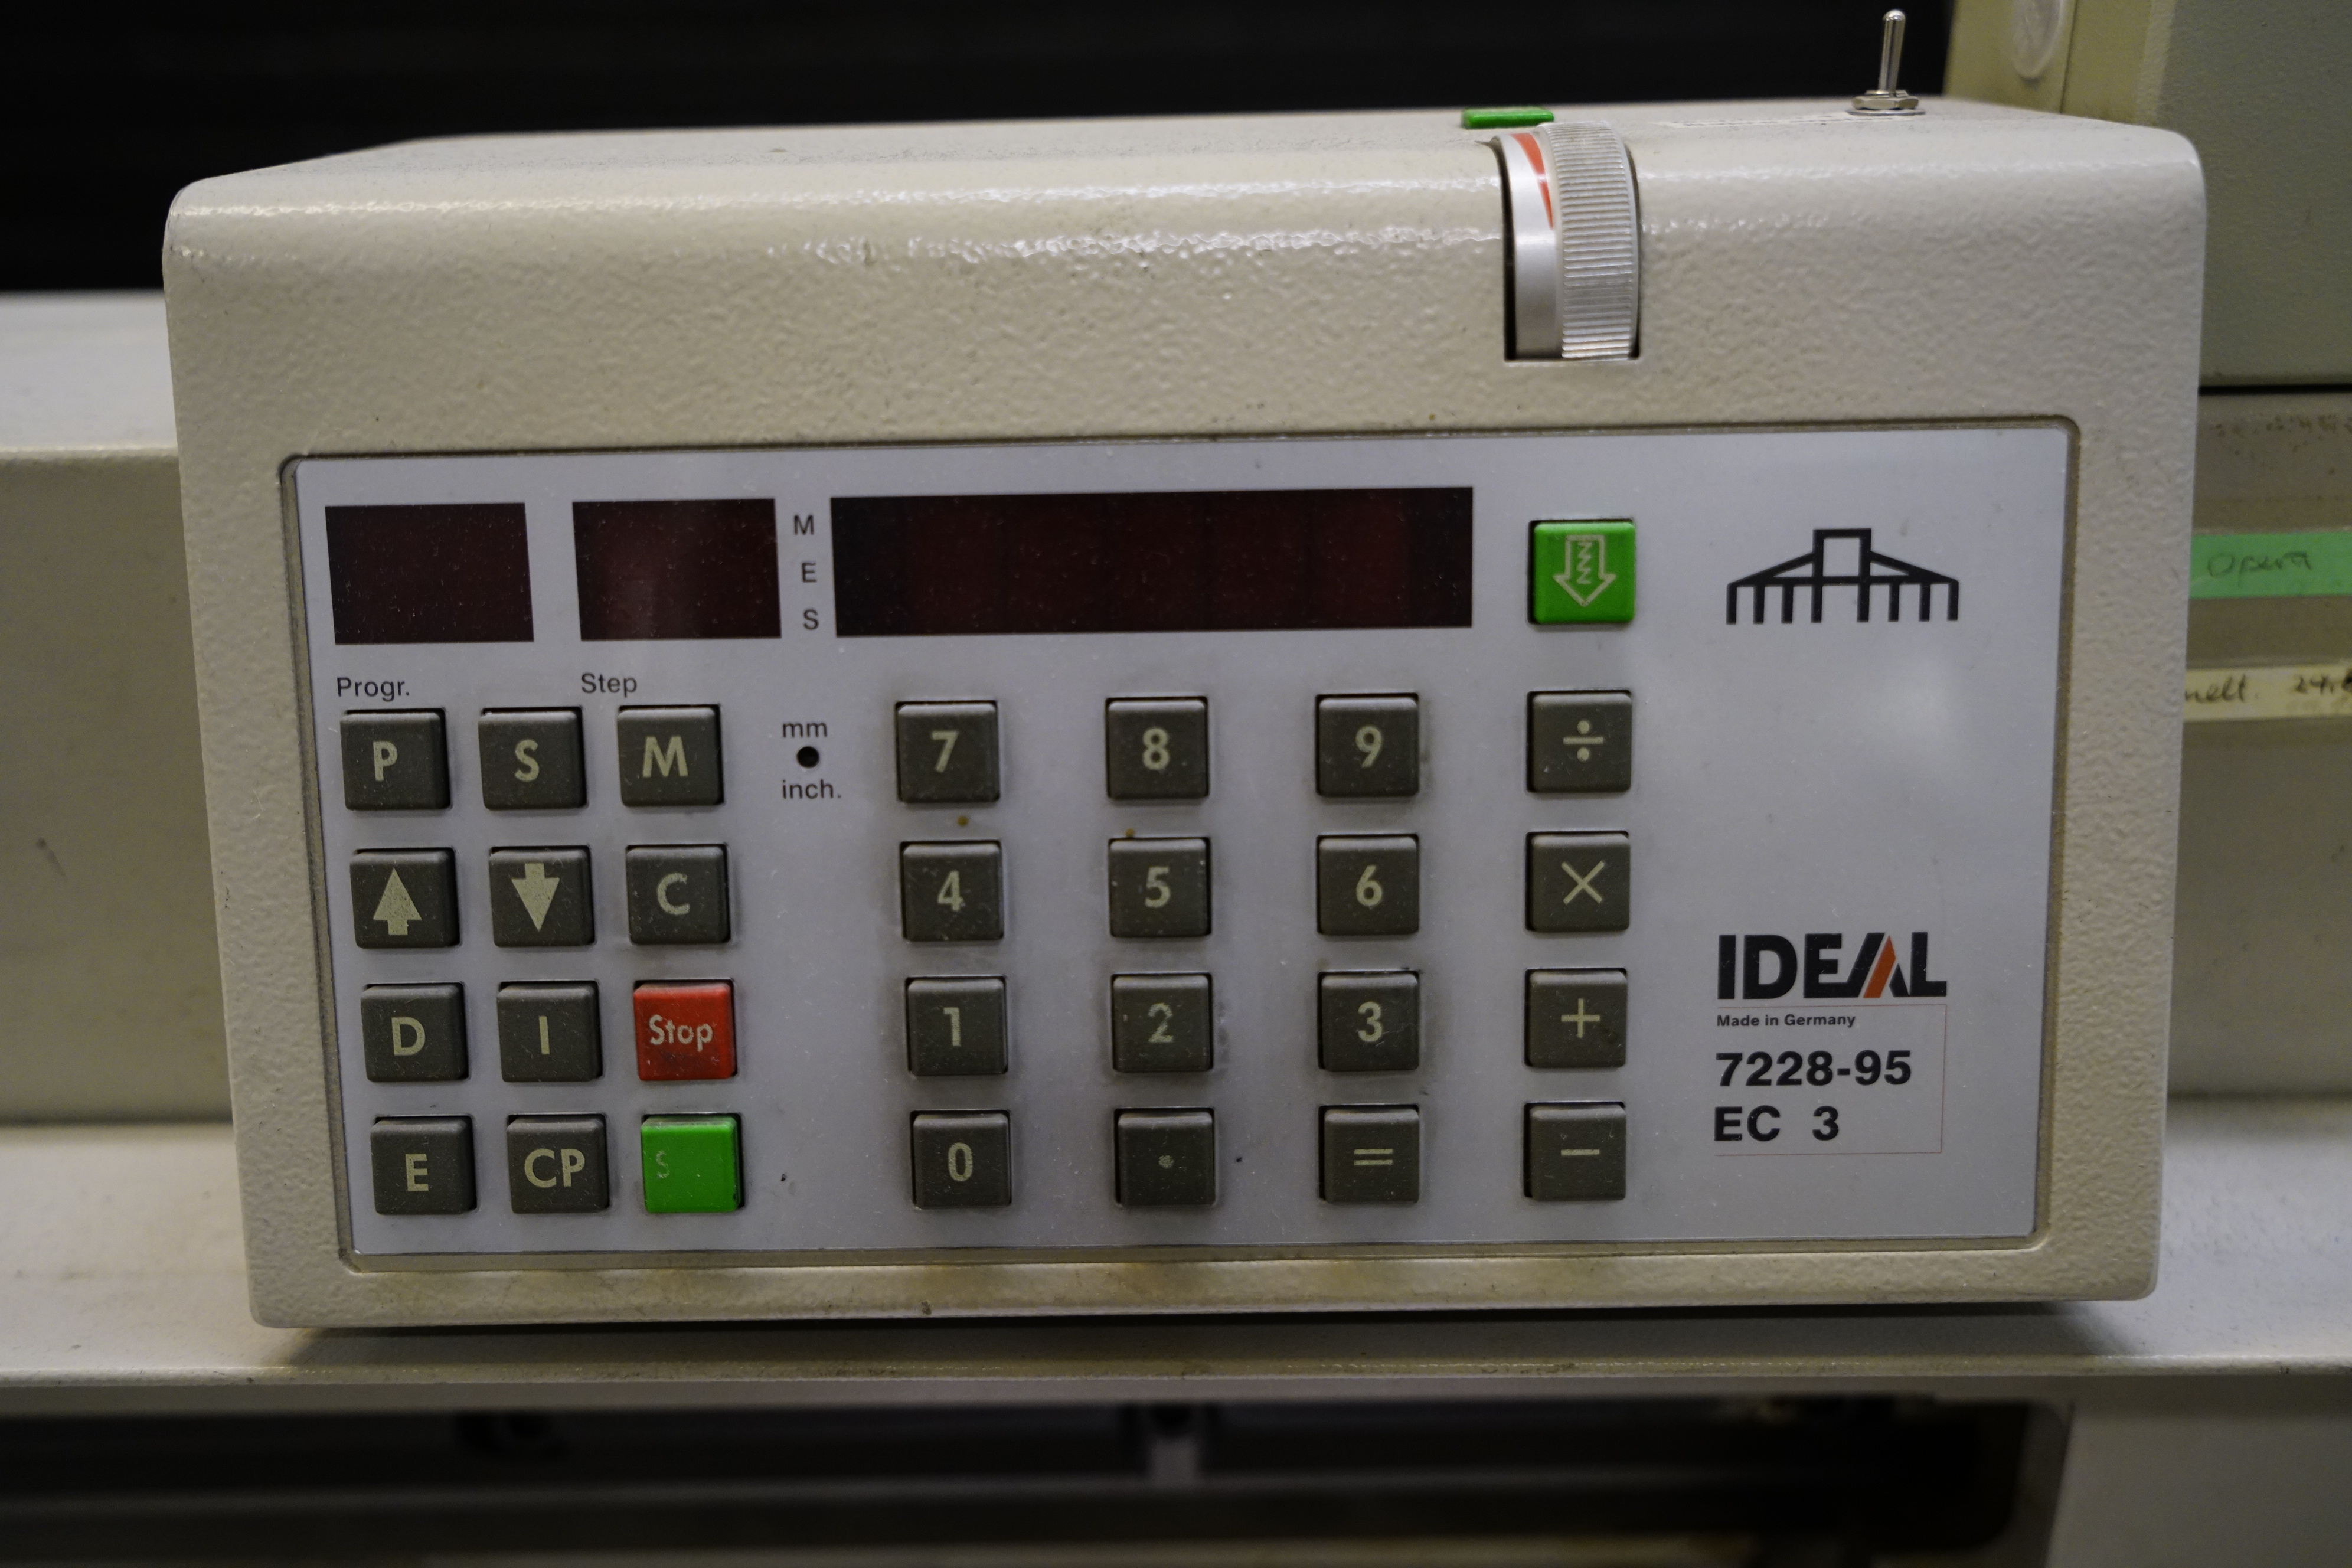 M
E
S
Progr.
Step
P S M
mm
inch.
7 8 9 ÷
C
4 5 6 ×
D I Stop
1 2 3 +
E CP S
0 . = −
IDEAL
Made in Germany
7228-95
EC 3
Opera